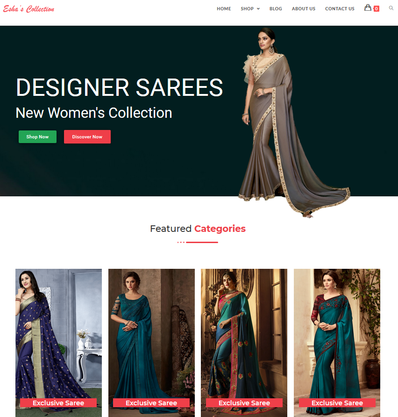 Esha's Collection
HOME SHOP BLOG ABOUT US CONTACT US 0
DESIGNER SAREES
New Women's Collection
Shop Now Discover Now
Featured Categories
Exclusive Saree Exclusive Saree Exclusive Saree Exclusive Saree